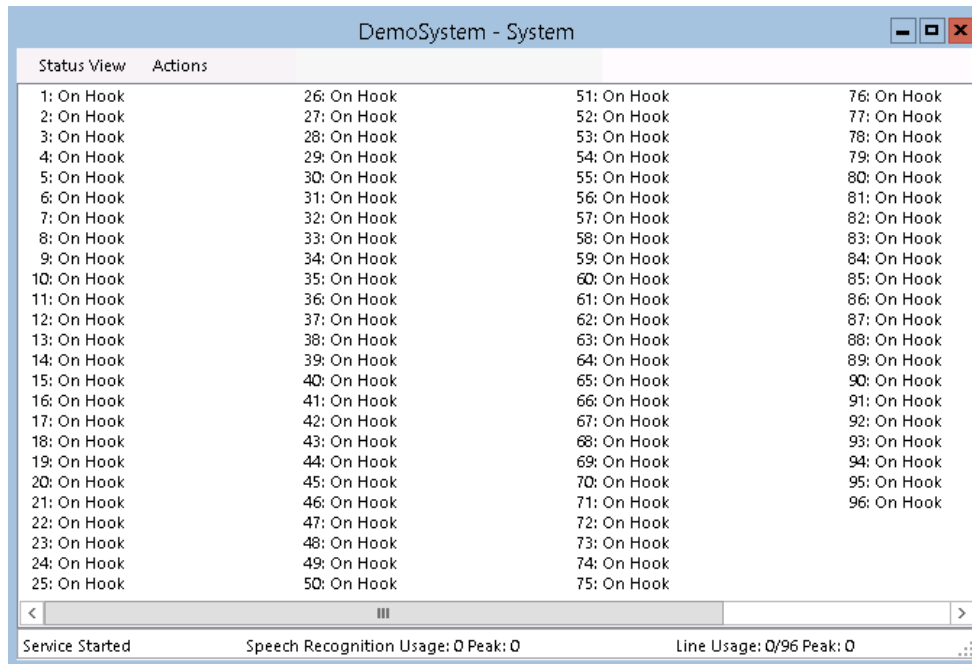 DemoSystem - System
Status View Actions
1: On Hook 26: On Hook 51: On Hook 76: On Hook
2: On Hook 27: On Hook 52: On Hook 77: On Hook
3: On Hook 28: On Hook 53: On Hook 78: On Hook
4: On Hook 29: On Hook 54: On Hook 79: On Hook
5: On Hook 30: On Hook 55: On Hook 80: On Hook
6: On Hook 31: On Hook 56: On Hook 81: On Hook
7: On Hook 32: On Hook 57: On Hook 82: On Hook
8: On Hook 33: On Hook 58: On Hook 83: On Hook
9: On Hook 34: On Hook 59: On Hook 84: On Hook
10: On Hook 35: On Hook 60: On Hook 85: On Hook
11: On Hook 36: On Hook 61: On Hook 86: On Hook
12: On Hook 37: On Hook 62: On Hook 87: On Hook
13: On Hook 38: On Hook 63: On Hook 88: On Hook
14: On Hook 39: On Hook 64: On Hook 89: On Hook
15: On Hook 40: On Hook 65: On Hook 90: On Hook
16: On Hook 41: On Hook 66: On Hook 91: On Hook
17: On Hook 42: On Hook 67: On Hook 92: On Hook
18: On Hook 43: On Hook 68: On Hook 93: On Hook
19: On Hook 44: On Hook 69: On Hook 94: On Hook
20: On Hook 45: On Hook 70: On Hook 95: On Hook
21: On Hook 46: On Hook 71: On Hook 96: On Hook
22: On Hook 47: On Hook 72: On Hook
23: On Hook 48: On Hook 73: On Hook
24: On Hook 49: On Hook 74: On Hook
25: On Hook 50: On Hook 75: On Hook
Service Started Speech Recognition Usage: 0 Peak: 0 Line Usage: 0/96 Peak: 0